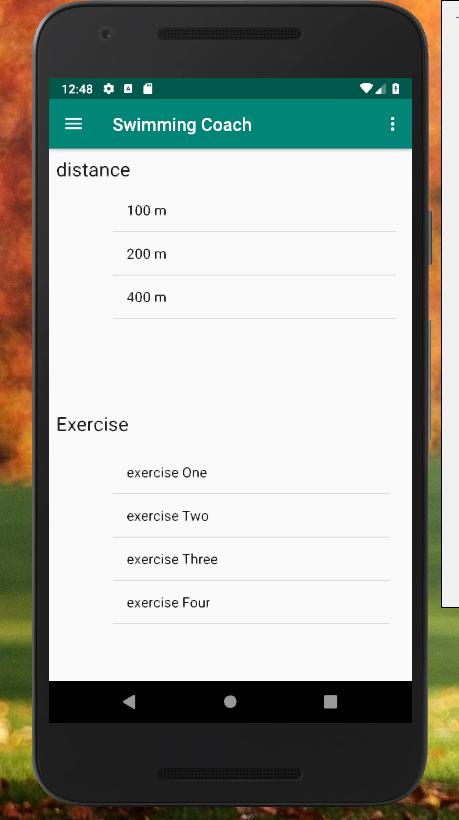 12:48
Swimming Coach
distance
100 m
200 m
400 m
Exercise
exercise One
exercise Two
exercise Three
exercise Four